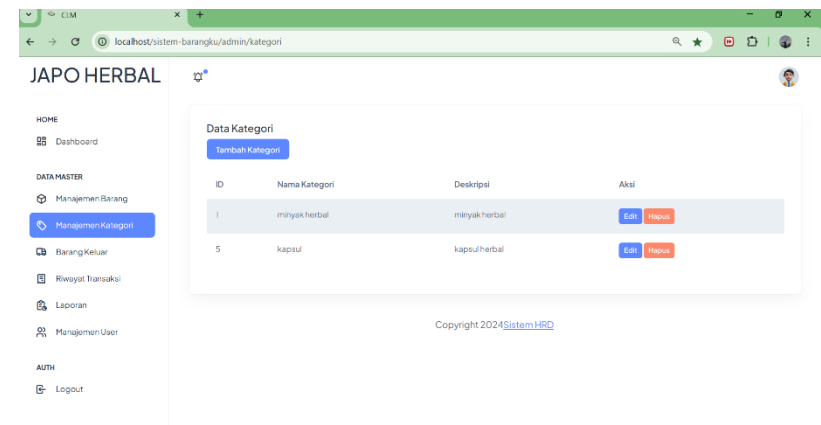 CLM
localhost/sistem-barangku/admin/kategori
JAPO HERBAL
HOME
Dashboard
DATA MASTER
Manajemen Barang
Manajemen Kategori
Barang Keluar
Riwayat Transaksi
Laporan
Manajemen User
AUTH
Logout
Data Kategori
Tambah Kategori
ID Nama Kategori Deskripsi Aksi
1 minyak herbal minyak herbal Edit Hapus
5 kapsul kapsul herbal Edit Hapus
Copyright 2024Sistem HRD